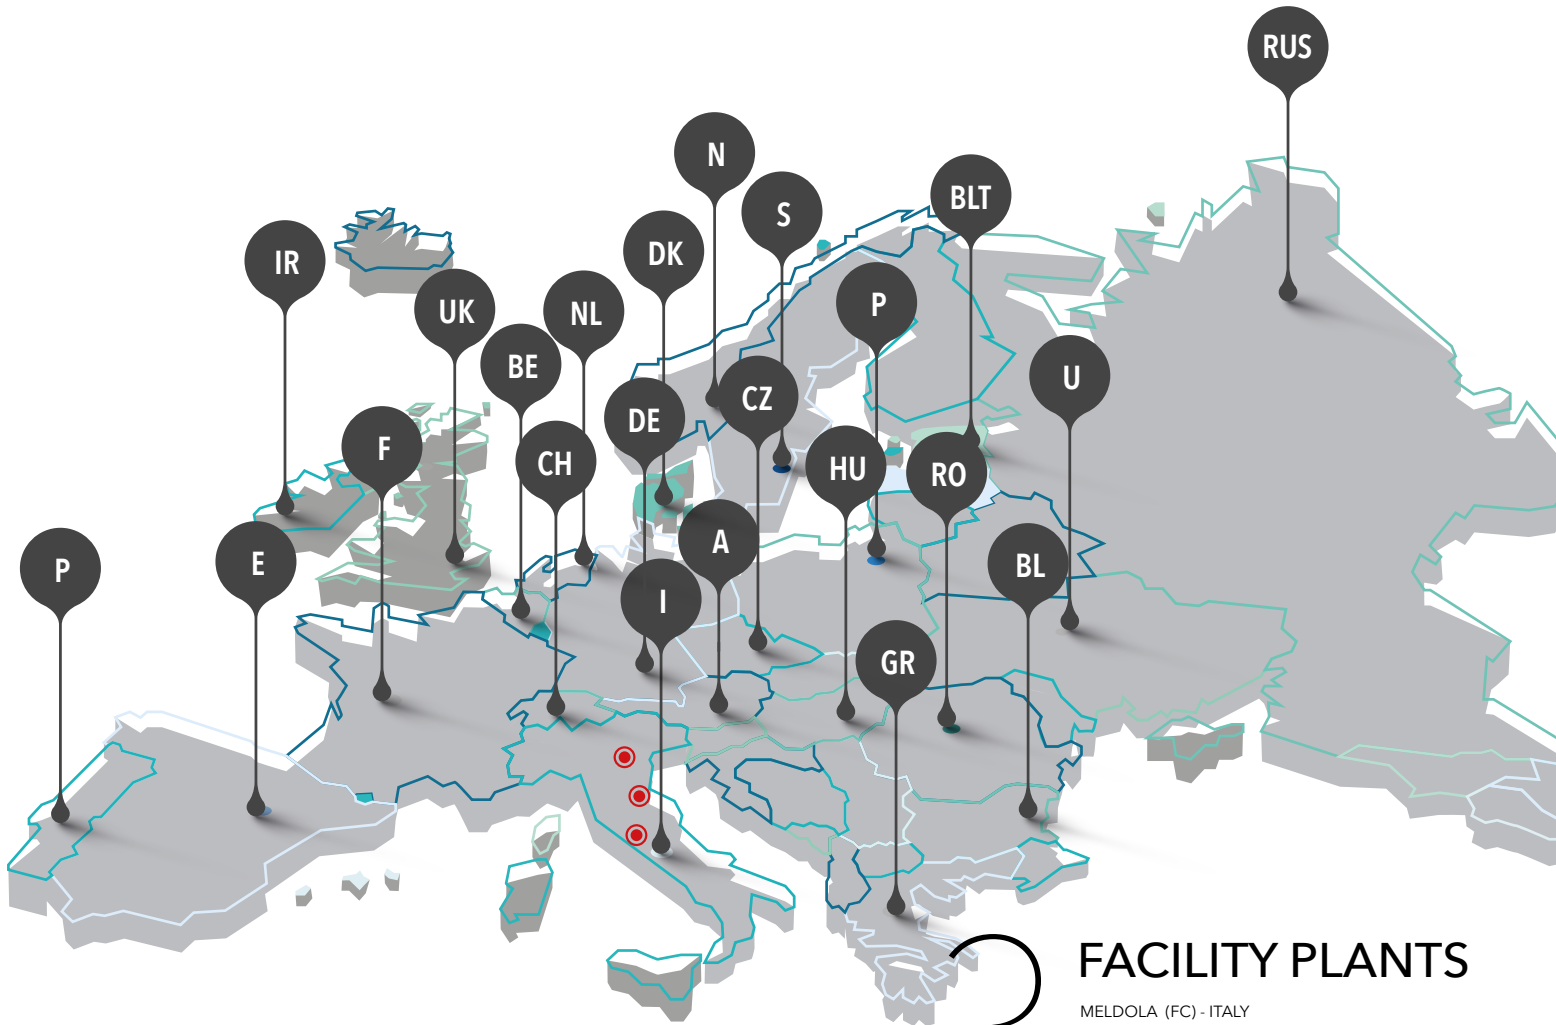 RUS
N
BLT
S
DK
IR
P
UK
NL
BE
U
CZ
DE
F
CH
HU
RO
A
BL
E
P
I
GR
FACILITY PLANTS
MELDOLA (FC) - ITALY